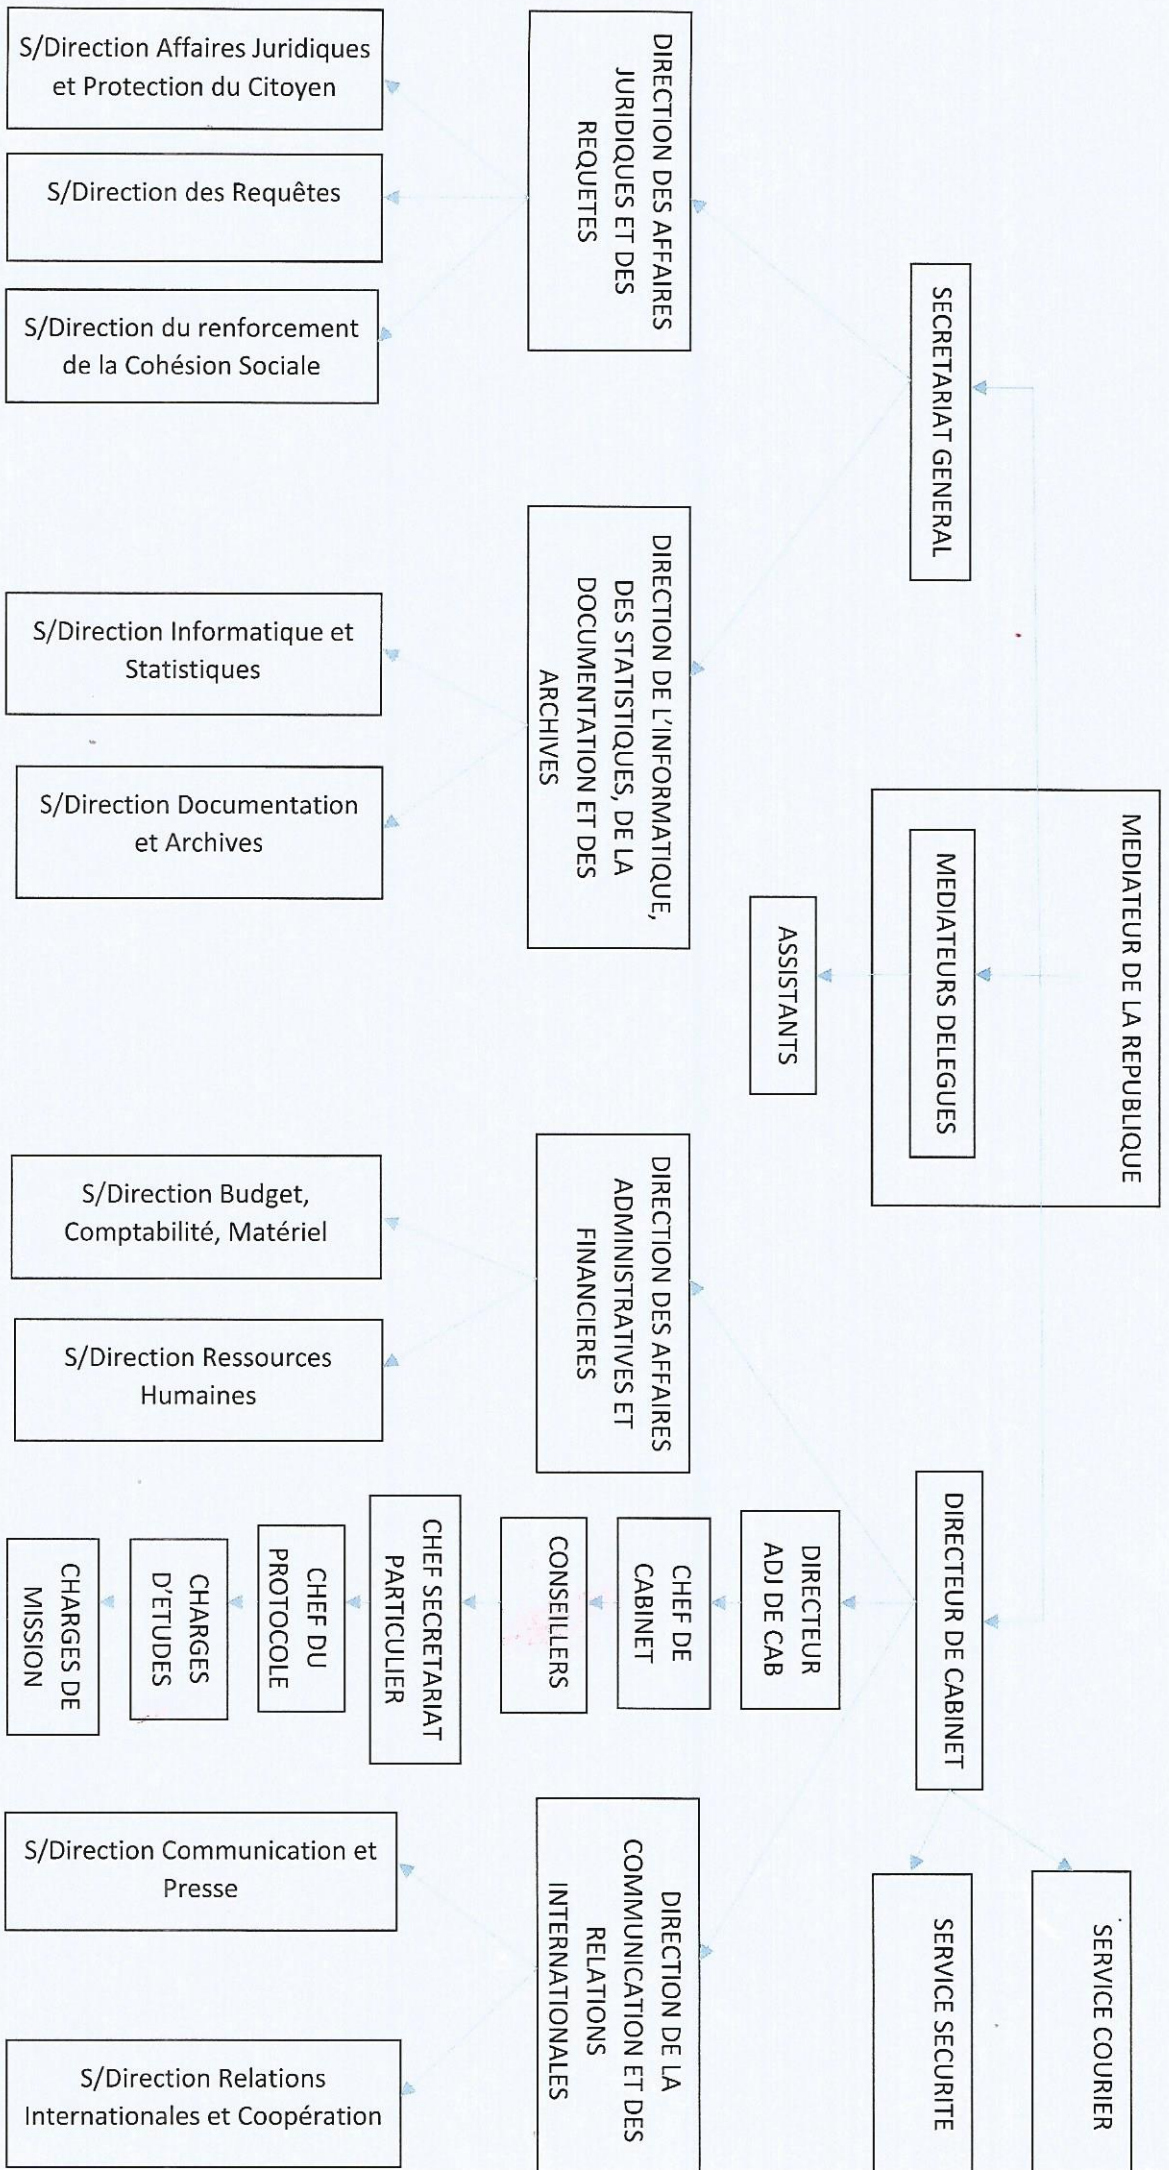 MEDIATEUR DE LA REPUBLIQUE
MEDIATEURS DELEGUES
ASSISTANTS
SECRETARIAT GENERAL
DIRECTEUR DE CABINET
SERVICE COURIER
SERVICE SECURITE
DIRECTION DES AFFAIRES
JURIDIQUES ET DES
REQUETES
DIRECTION DE L'INFORMATIQUE,
DES STATISTIQUES, DE LA
DOCUMENTATION ET DES
ARCHIVES
DIRECTION DES AFFAIRES
ADMINISTRATIVES ET
FINANCIERES
DIRECTEUR
ADJ DE CAB
CHEF DE
CABINET
CONSEILLERS
CHEF SECRETARIAT
PARTICULIER
CHEF DU
PROTOCOLE
CHARGES
D'ETUDES
CHARGES DE
MISSION
DIRECTION DE LA
COMMUNICATION ET DES
RELATIONS
INTERNATIONALES
S/Direction Affaires Juridiques
et Protection du Citoyen
S/Direction des Requêtes
S/Direction du renforcement
de la Cohésion Sociale
S/Direction Informatique et
Statistiques
S/Direction Documentation
et Archives
S/Direction Budget,
Comptabilité, Matériel
S/Direction Ressources
Humaines
S/Direction Communication et
Presse
S/Direction Relations
Internationales et Coopération